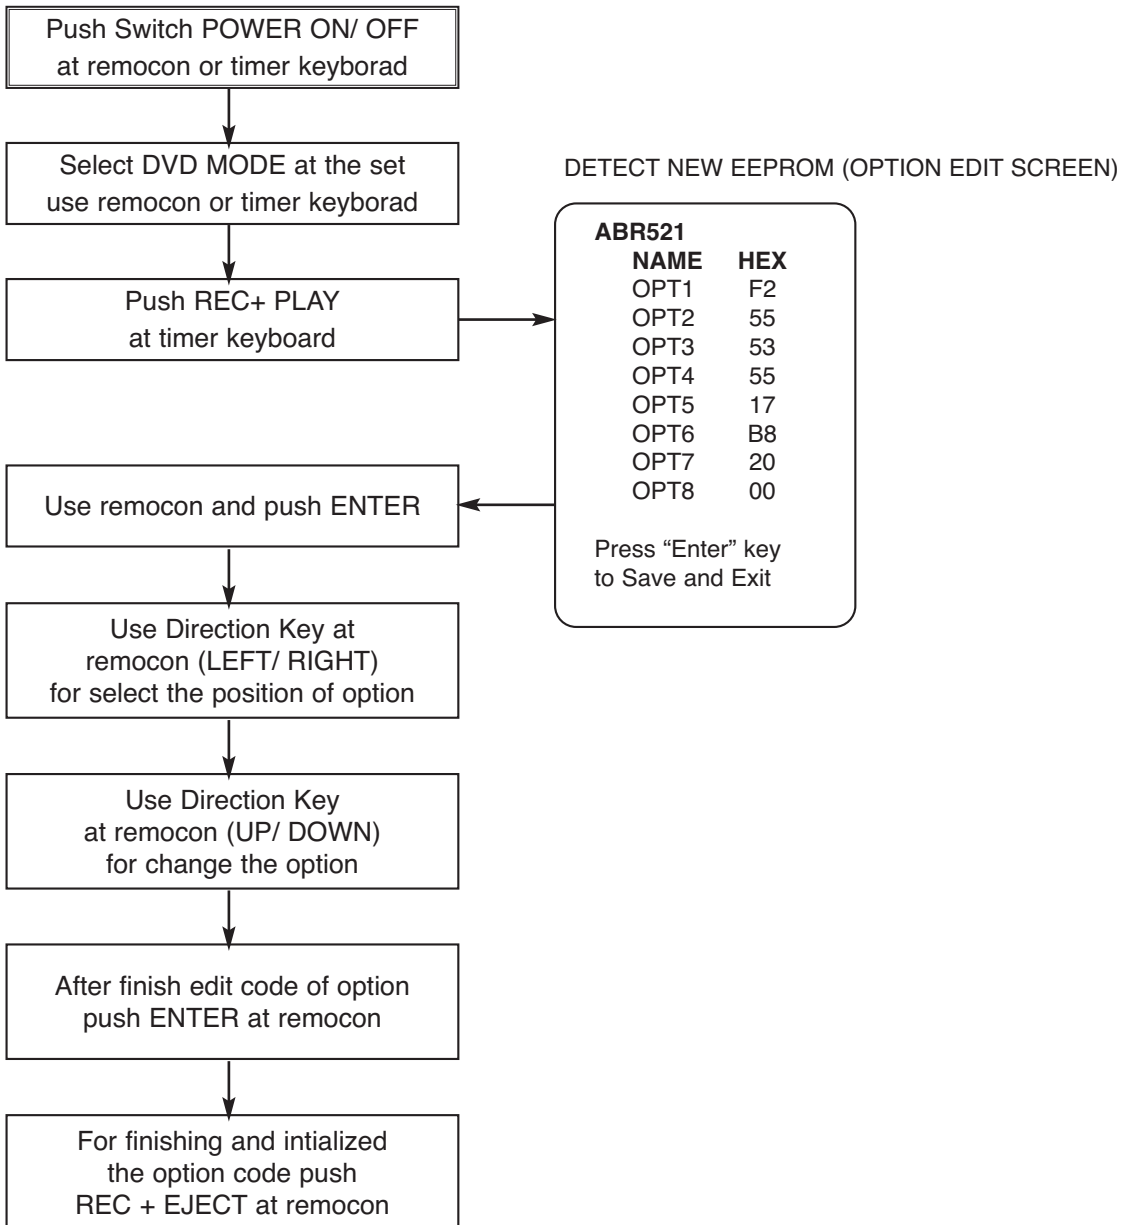 Push Switch POWER ON/ OFF
at remocon or timer keyborad
Select DVD MODE at the set
use remocon or timer keyborad
Push REC+ PLAY
at timer keyboard
DETECT NEW EEPROM (OPTION EDIT SCREEN)
ABR521
NAME HEX
OPT1 F2
OPT2 55
OPT3 53
OPT4 55
OPT5 17
OPT6 B8
OPT7 20
OPT8 00
Press “Enter” key
to Save and Exit
Use remocon and push ENTER
Use Direction Key at
remocon (LEFT/ RIGHT)
for select the position of option
Use Direction Key
at remocon (UP/ DOWN)
for change the option
After finish edit code of option
push ENTER at remocon
For finishing and intialized
the option code push
REC + EJECT at remocon